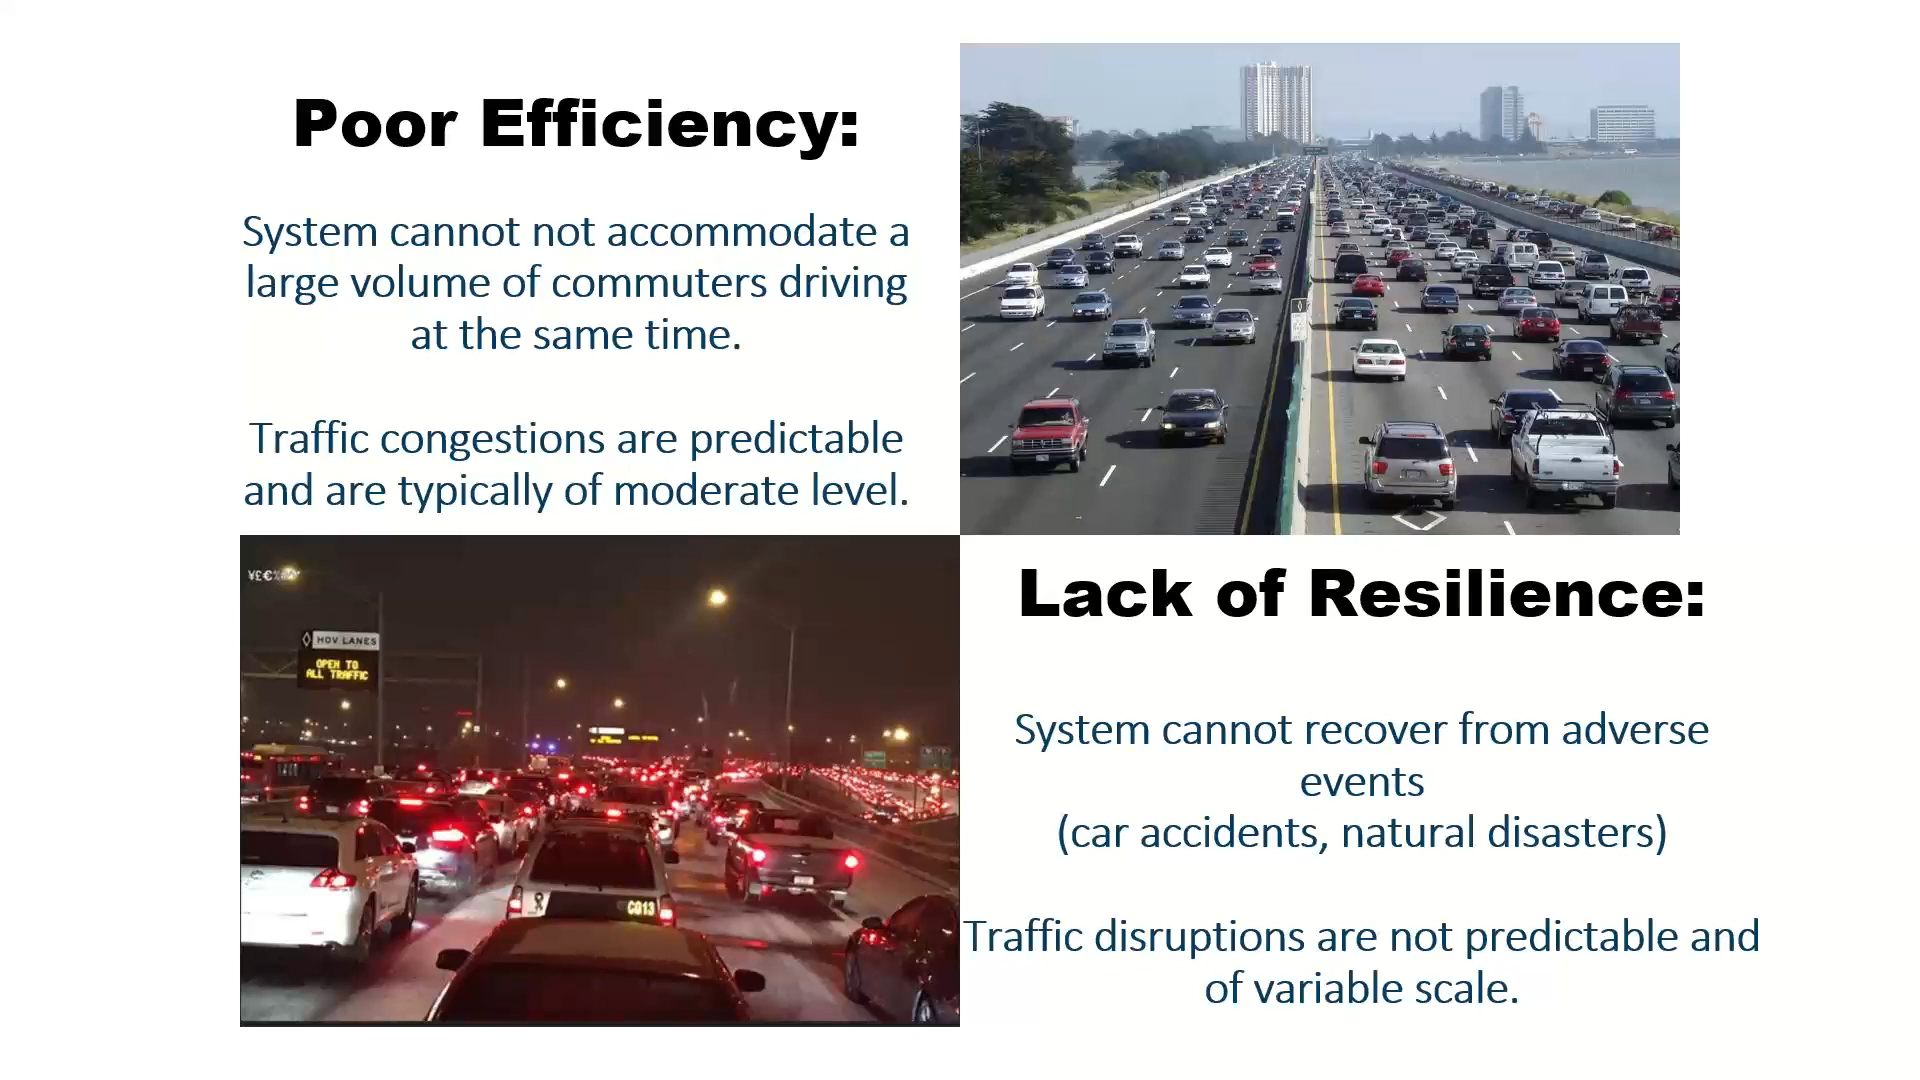 Poor Efficiency:
System cannot not accommodate a
large volume of commuters driving
at the same time.
Traffic congestions are predictable
and are typically of moderate level.
HOV LANES
OPEN TO
ALL TRAFFIC
CG13
Lack of Resilience:
System cannot recover from adverse
events
(car accidents, natural disasters)
Traffic disruptions are not predictable and
of variable scale.